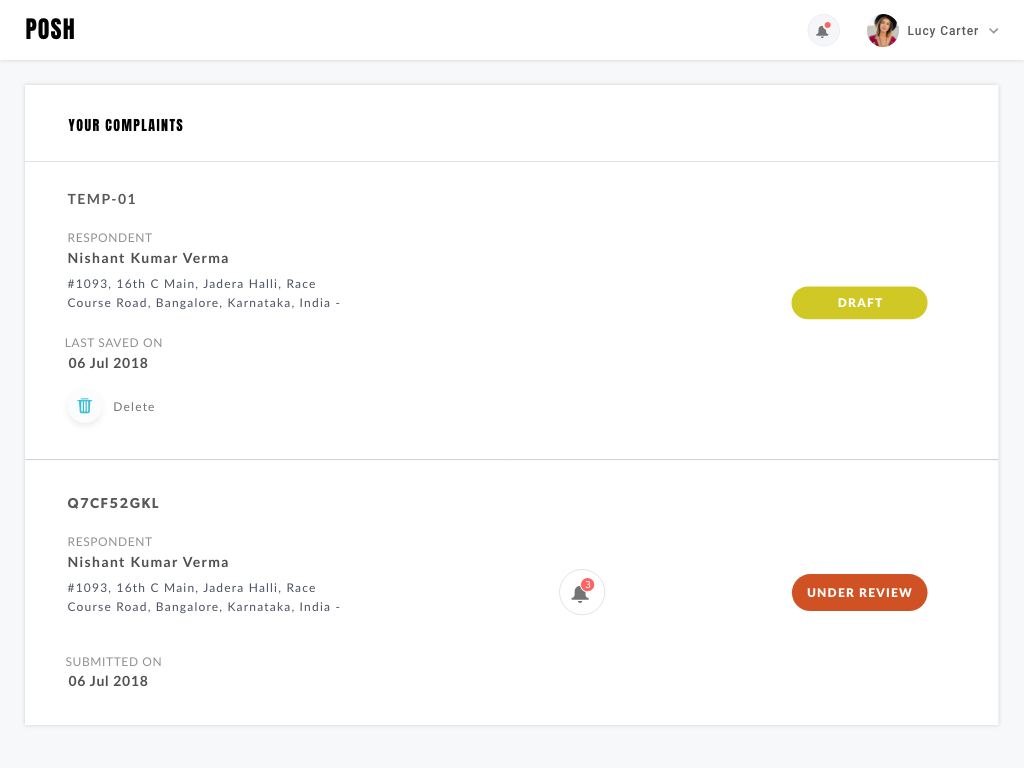 POSH
Lucy Carter
YOUR COMPLAINTS
TEMP-01
RESPONDENT
Nishant Kumar Verma
#1093, 16th C Main, Jadera Halli, Race
Course Road, Bangalore, Karnataka, India -
DRAFT
LAST SAVED ON
06 Jul 2018
Delete
Q7CF52GKL
RESPONDENT
Nishant Kumar Verma
#1093, 16th C Main, Jadera Halli, Race
Course Road, Bangalore, Karnataka, India -
3
UNDER REVIEW
SUBMITTED ON
06 Jul 2018